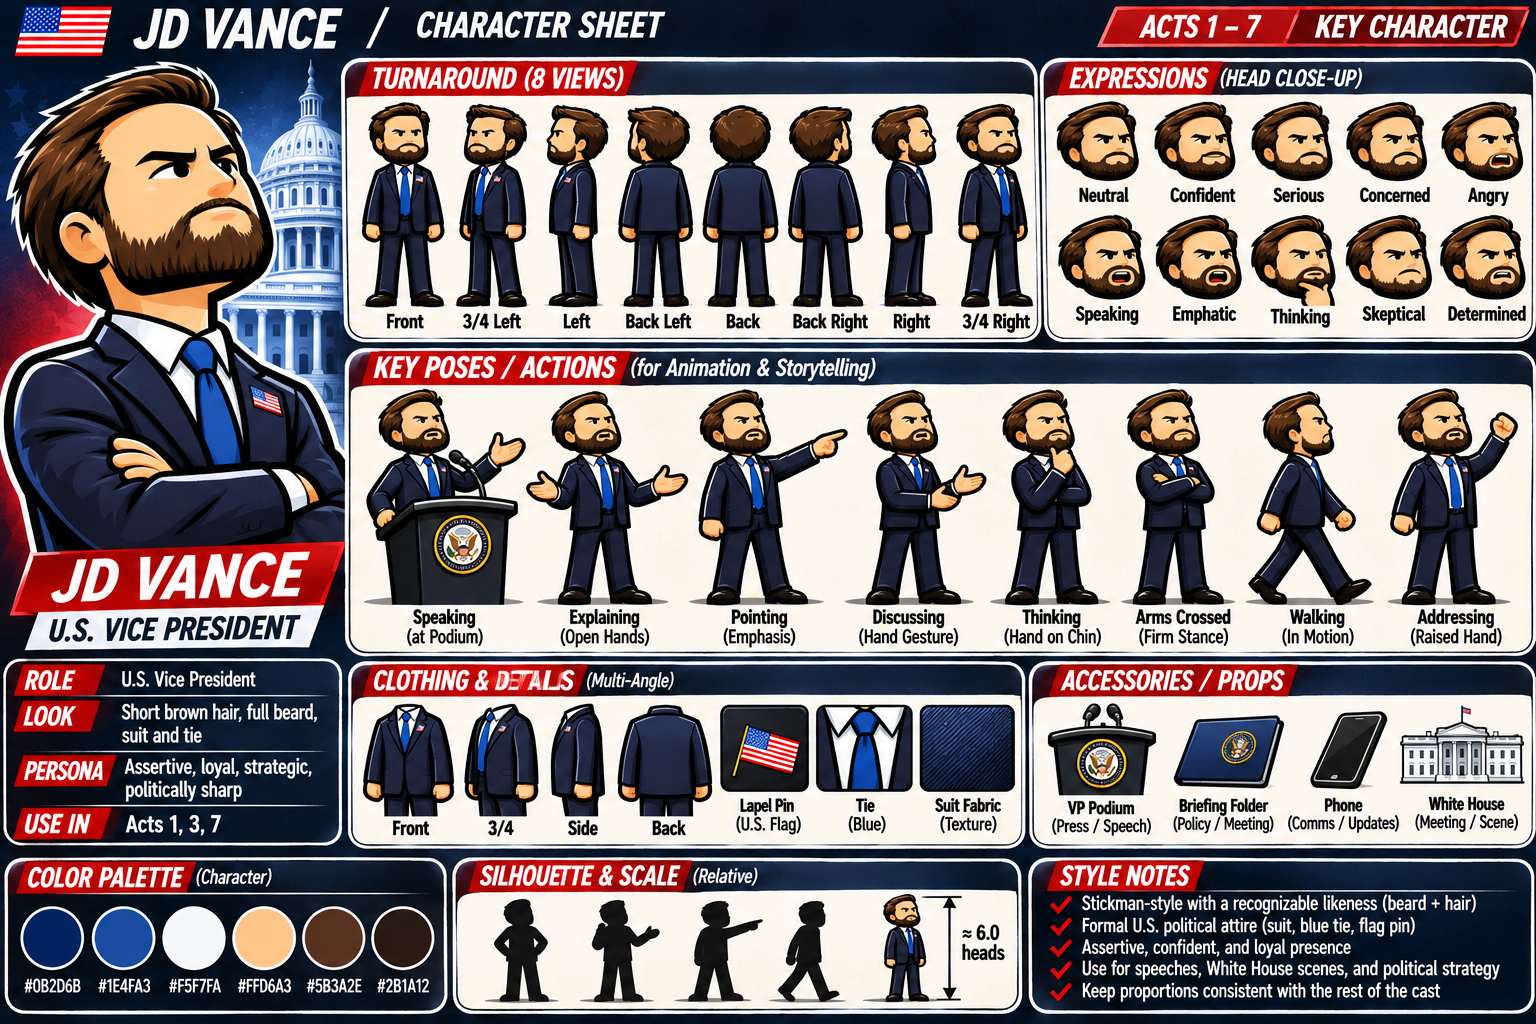 JD VANCE / CHARACTER SHEET
ACTS 1 – 7 KEY CHARACTER
TURNAROUND (8 VIEWS)
Front 3/4 Left Left Back Left Back Back Right Right 3/4 Right
EXPRESSIONS (HEAD CLOSE-UP)
Neutral Confident Serious Concerned Angry
Speaking Emphatic Thinking Skeptical Determined
KEY POSES / ACTIONS (for Animation & Storytelling)
Speaking (at Podium)
Explaining (Open Hands)
Pointing (Emphasis)
Discussing (Hand Gesture)
Thinking (Hand on Chin)
Arms Crossed (Firm Stance)
Walking (In Motion)
Addressing (Raised Hand)
JD VANCE
U.S. VICE PRESIDENT
ROLE U.S. Vice President
LOOK Short brown hair, full beard,
suit and tie
PERSONA Assertive, loyal, strategic,
politically sharp
USE IN Acts 1, 3, 7
CLOTHING & DETAILS (Multi-Angle)
Front 3/4 Side Back
Lapel Pin
(U.S. Flag)
Tie
(Blue)
Suit Fabric
(Texture)
ACCESSORIES / PROPS
VP Podium
(Press / Speech)
Briefing Folder
(Policy / Meeting)
Phone
(Comms / Updates)
White House
(Meeting / Scene)
COLOR PALETTE (Character)
#0B2D6B #1E4FA3 #F5F7FA #FFD6A3 #5B3A2E #2B1A12
SILHOUETTE & SCALE (Relative)
≈ 6.0
heads
STYLE NOTES
Stickman-style with a recognizable likeness (beard + hair)
Formal U.S. political attire (suit, blue tie, flag pin)
Assertive, confident, and loyal presence
Use for speeches, White House scenes, and political strategy
Keep proportions consistent with the rest of the cast